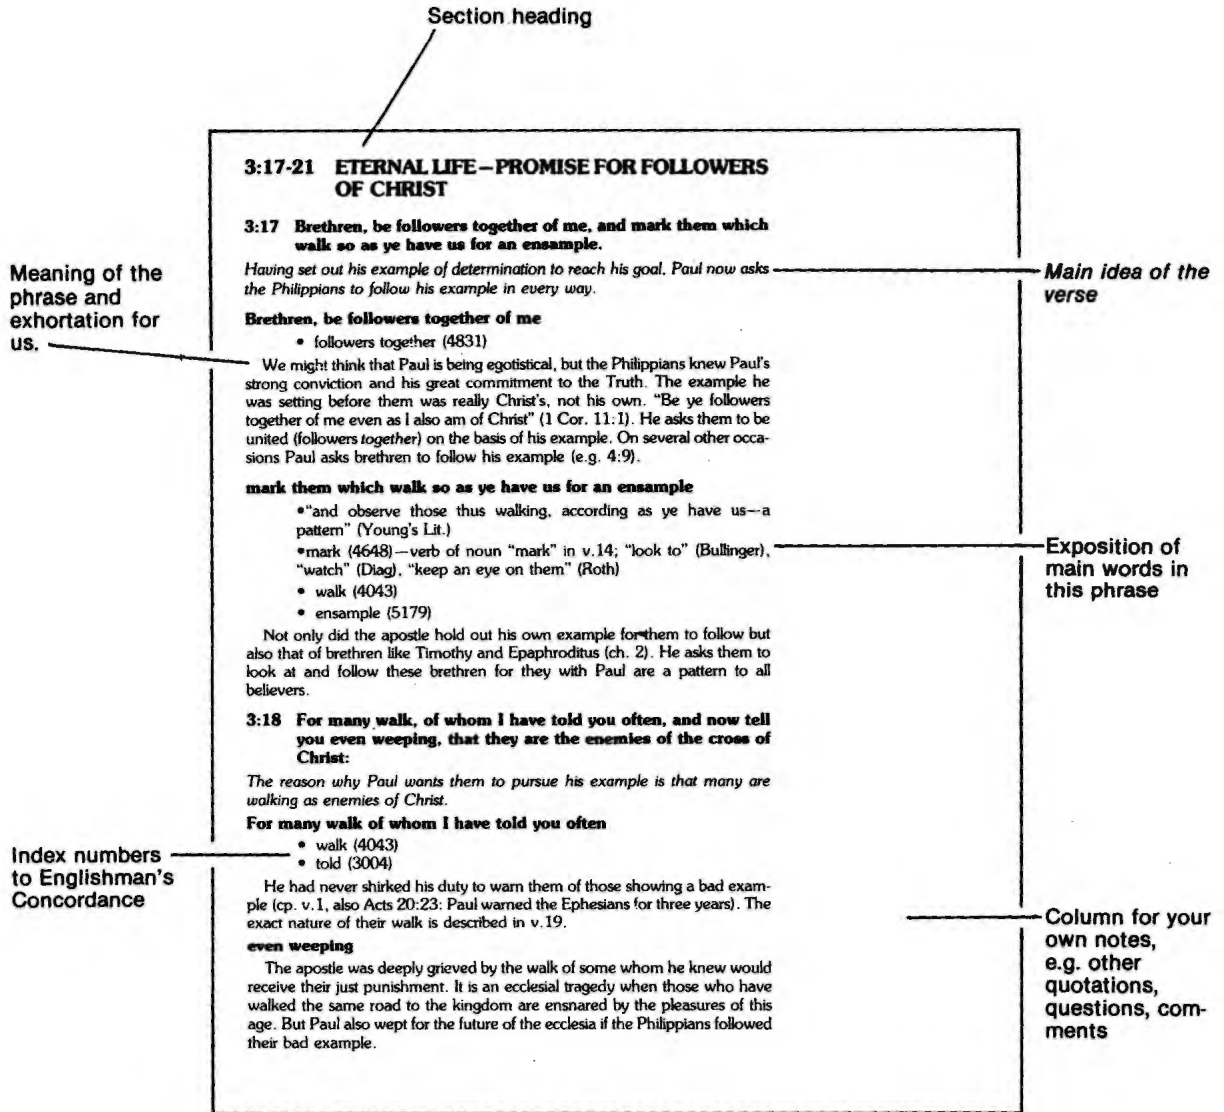 Section heading
3:17-21 ETERNAL LIFE—PROMISE FOR FOLLOWERS
OF CHRIST
3:17 Brethren, be followers together of me, and mark them which
walk so as ye have us for an ensample.
Having set out his example of determination to reach his goal. Paul now asks
the Philippians to follow his example in every way.
Main idea of the
verse
Meaning of the
phrase and
exhortation for
us.
Brethren, be followers together of me
• followers together (4831)
We might think that Paul is being egotistical, but the Philippians knew Paul's
strong conviction and his great commitment to the Truth. The example he
was setting before them was really Christ's, not his own. "Be ye followers
together of me even as I also am of Christ" (1 Cor. 11:1). He asks them to be
united (followers together) on the basis of his example. On several other occa-
sions Paul asks brethren to follow his example (e.g. 4:9).
mark them which walk so as ye have us for an ensample
•"and observe those thus walking, according as ye have us—a
pattern" (Young's Lit.)
•mark (4648)—verb of noun "mark" in v.14; "look to" (Bullinger),
"watch" (Diag), "keep an eye on them" (Roth)
• walk (4043)
• ensample (5179)
Exposition of
main words in
this phrase
Not only did the apostle hold out his own example for them to follow but
also that of brethren like Timothy and Epaphroditus (ch. 2). He asks them to
look at and follow these brethren for they with Paul are a pattern to all
believers.
3:18 For many walk, of whom I have told you often, and now tell
you even weeping, that they are the enemies of the cross of
Christ:
The reason why Paul wants them to pursue his example is that many are
walking as enemies of Christ.
For many walk of whom I have told you often
• walk (4043)
• told (3004)
Index numbers
to Englishman's
Concordance
He had never shirked his duty to warn them of those showing a bad exam-
ple (cp. v.1, also Acts 20:23: Paul warned the Ephesians for three years). The
exact nature of their walk is described in v.19.
even weeping
The apostle was deeply grieved by the walk of some whom he knew would
receive their just punishment. It is an ecclesial tragedy when those who have
walked the same road to the kingdom are ensnared by the pleasures of this
age. But Paul also wept for the future of the ecclesia if the Philippians followed
their bad example.
Column for your
own notes,
e.g. other
quotations,
questions, com-
ments